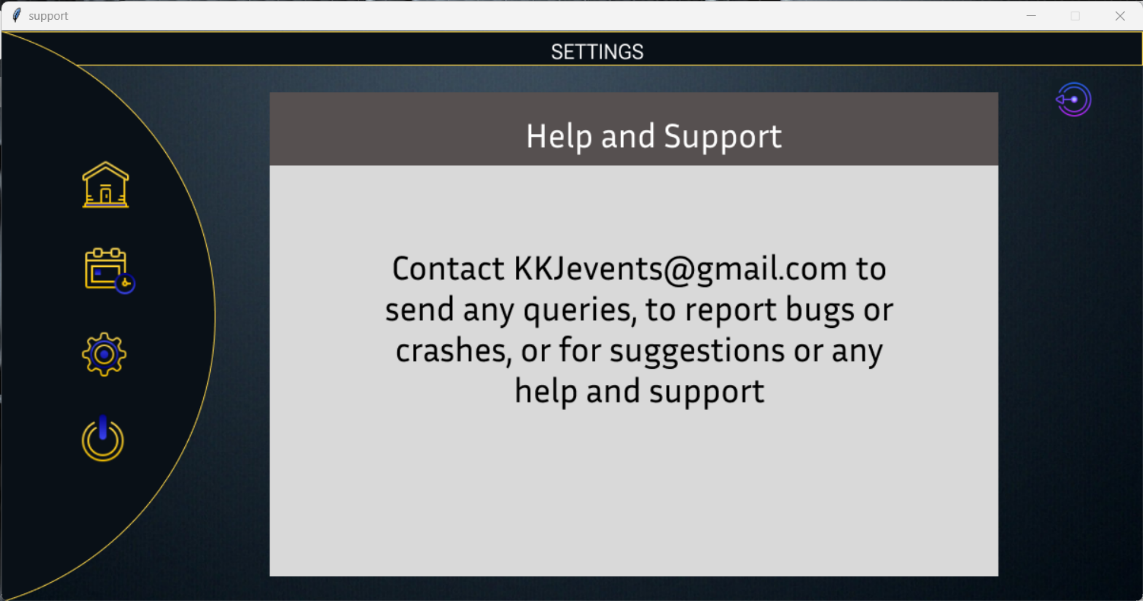 support
SETTINGS
Help and Support
Contact KKJevents@gmail.com to
send any queries, to report bugs or
crashes, or for suggestions or any
help and support